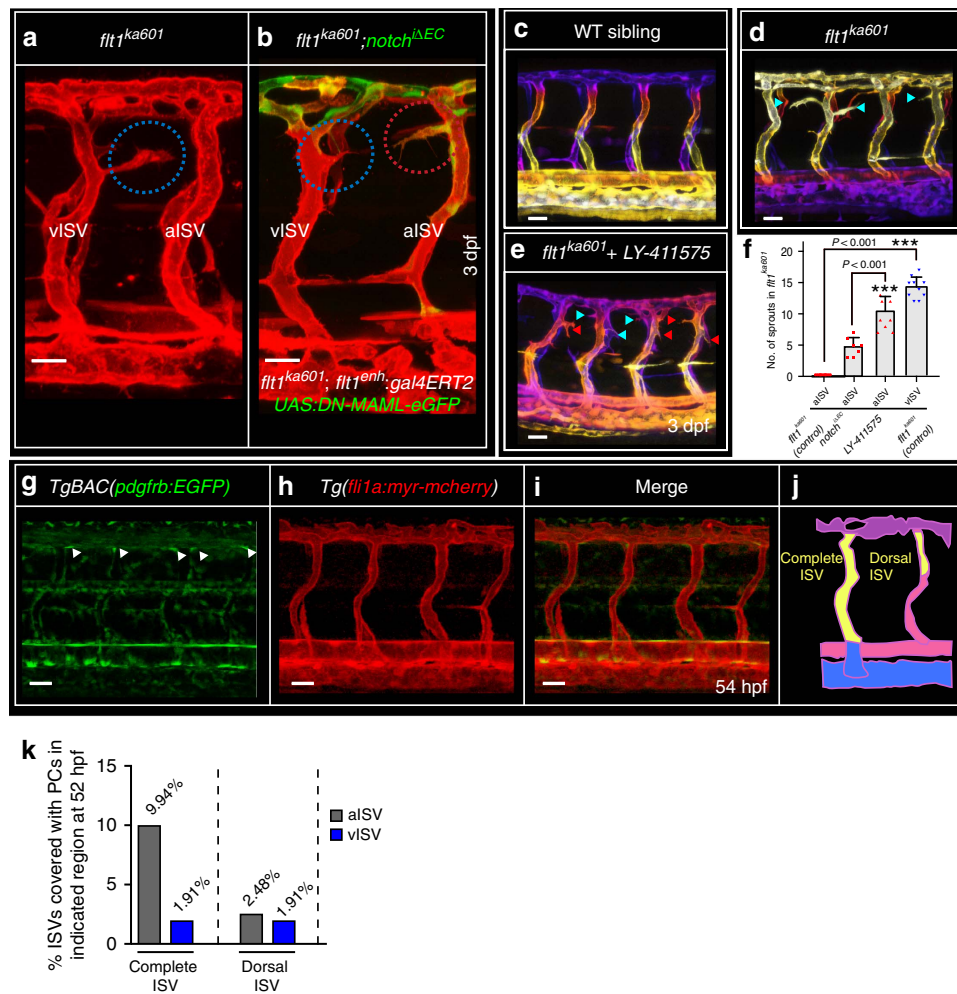 a
flt1ka601
b
flt1ka601;notchiΔEC
vISV
aISV
vISV
aISV
3 dpf
flt1ka601; flt1enh:gal4ERT2
UAS:DN-MAML-eGFP
c
WT sibling
d
flt1ka601
e
flt1ka601+ LY-411575
3 dpf
f
No. of sprouts in flt1ka601
20
15
10
5
0
P < 0.001
***
P < 0.001
***
aISV
aISV
aISV
vISV
flt1ka601 (control)
notchiΔEC
LY-411575
flt1ka601 (control)
g
TgBAC(pdgfrb:EGFP)
h
Tg(fli1a:myr-mcherry)
i
Merge
54 hpf
j
Complete
ISV
Dorsal
ISV
k
% ISVs covered with PCs in
indicated region at 52 hpf
15
10
5
0
9.94%
1.91%
2.48%
1.91%
aISV
vISV
Complete
ISV
Dorsal
ISV